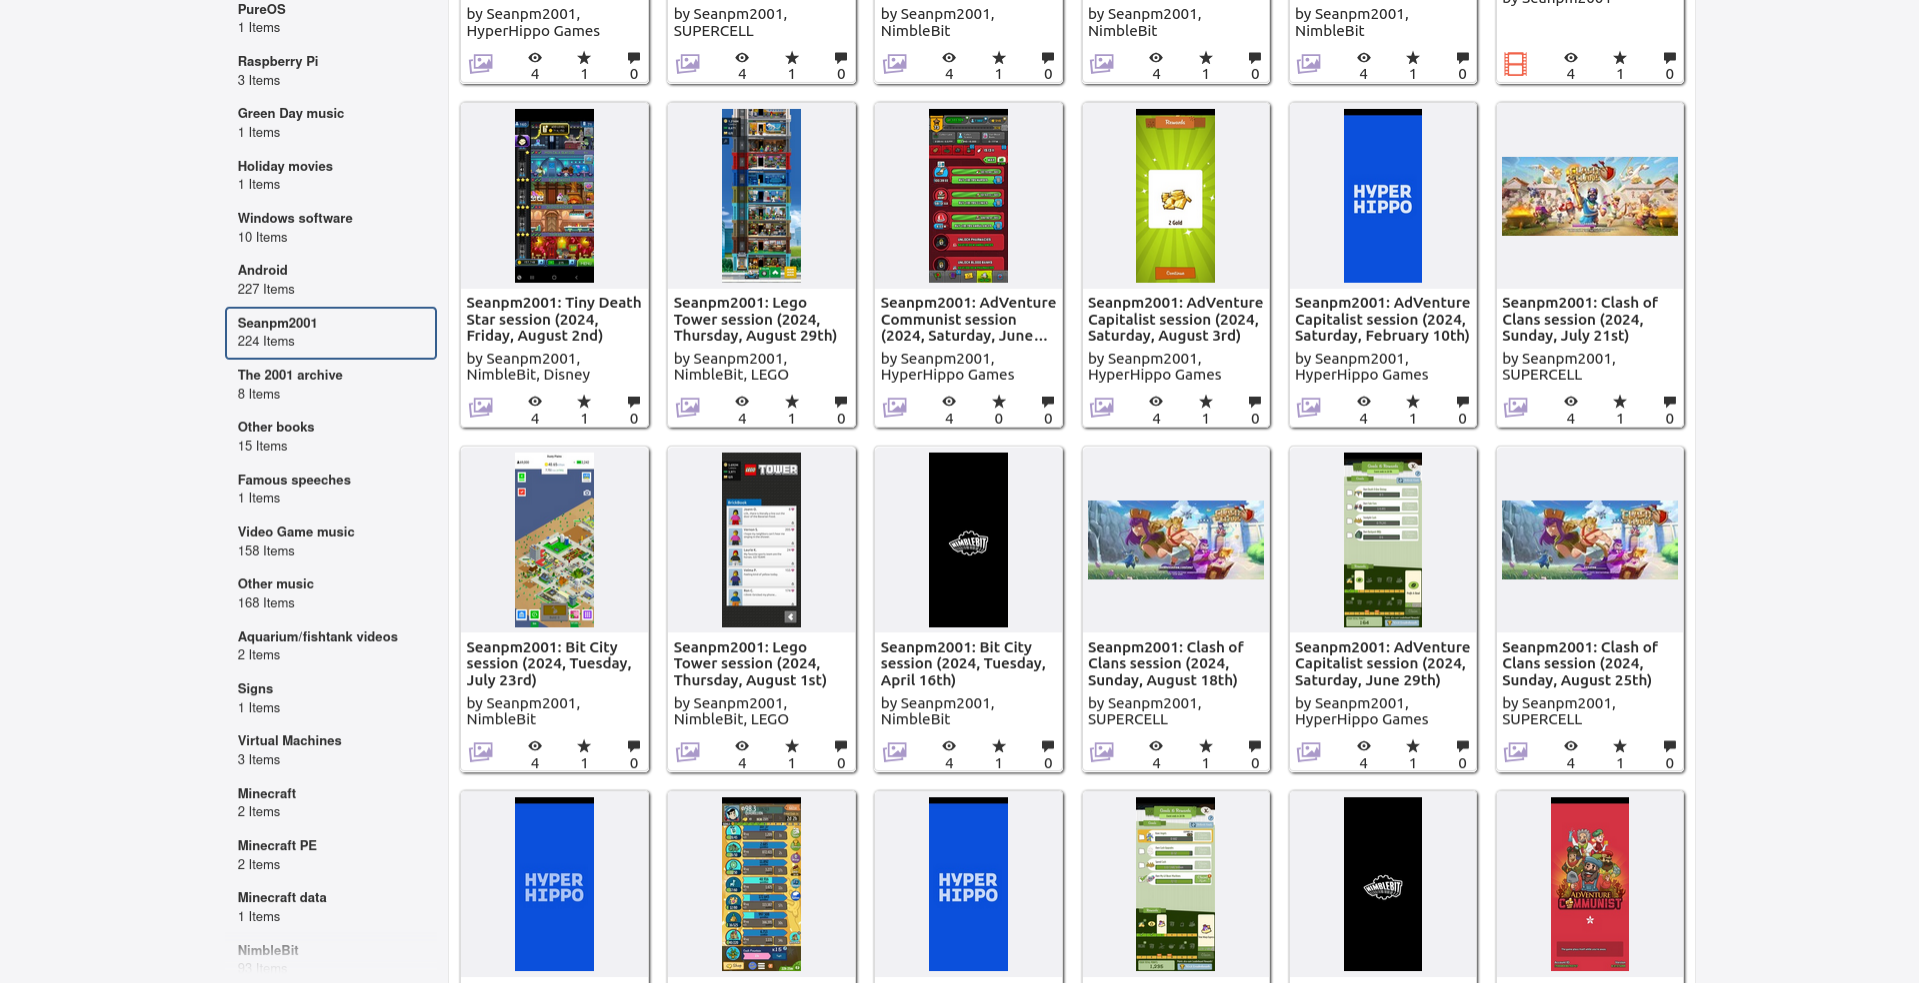 PureOS
1 Items
Raspberry Pi
3 Items
Green Day music
1 Items
Holiday movies
1 Items
Windows software
10 Items
Android
227 Items
Seanpm2001
224 Items
The 2001 archive
8 Items
Other books
15 Items
Famous speeches
1 Items
Video Game music
158 Items
Other music
168 Items
Aquarium/fishtank videos
2 Items
Signs
1 Items
Virtual Machines
3 Items
Minecraft
2 Items
Minecraft PE
2 Items
Minecraft data
1 Items
NimbleBit
93 Items
by Seanpm2001,
HyperHippo Games
4 1 0
by Seanpm2001,
SUPERCELL
4 1 0
by Seanpm2001,
NimbleBit
4 1 0
by Seanpm2001,
NimbleBit
4 1 0
by Seanpm2001,
NimbleBit
4 1 0
by Seanpm2001
4 1 0
Seanpm2001: Tiny Death
Star session (2024,
Friday, August 2nd)
by Seanpm2001,
NimbleBit, Disney
4 1 0
Seanpm2001: Lego
Tower session (2024,
Thursday, August 29th)
by Seanpm2001,
NimbleBit, LEGO
4 1 0
Seanpm2001: AdVenture
Communist session
(2024, Saturday, June...
by Seanpm2001,
HyperHippo Games
4 0 0
Rewards
2 Gold
Continue
Seanpm2001: AdVenture
Capitalist session (2024,
Saturday, August 3rd)
by Seanpm2001,
HyperHippo Games
4 1 0
HYPER
HIPPO
Seanpm2001: AdVenture
Capitalist session (2024,
Saturday, February 10th)
by Seanpm2001,
HyperHippo Games
4 1 0
Seanpm2001: Clash of
Clans session (2024,
Sunday, July 21st)
by Seanpm2001,
SUPERCELL
4 1 0
Seanpm2001: Bit City
session (2024, Tuesday,
July 23rd)
by Seanpm2001,
NimbleBit
4 1 0
LEGO TOWER
Seanpm2001: Lego
Tower session (2024,
Thursday, August 1st)
by Seanpm2001,
NimbleBit, LEGO
4 1 0
NIMBLEBIT
Seanpm2001: Bit City
session (2024, Tuesday,
April 16th)
by Seanpm2001,
NimbleBit
4 1 0
Seanpm2001: Clash of
Clans session (2024,
Sunday, August 18th)
by Seanpm2001,
SUPERCELL
4 1 0
Seanpm2001: AdVenture
Capitalist session (2024,
Saturday, June 29th)
by Seanpm2001,
HyperHippo Games
4 1 0
Seanpm2001: Clash of
Clans session (2024,
Sunday, August 25th)
by Seanpm2001,
SUPERCELL
4 1 0
HYPER
HIPPO
HYPER
HIPPO
NIMBLEBIT
ADVENTURE
COMMUNIST